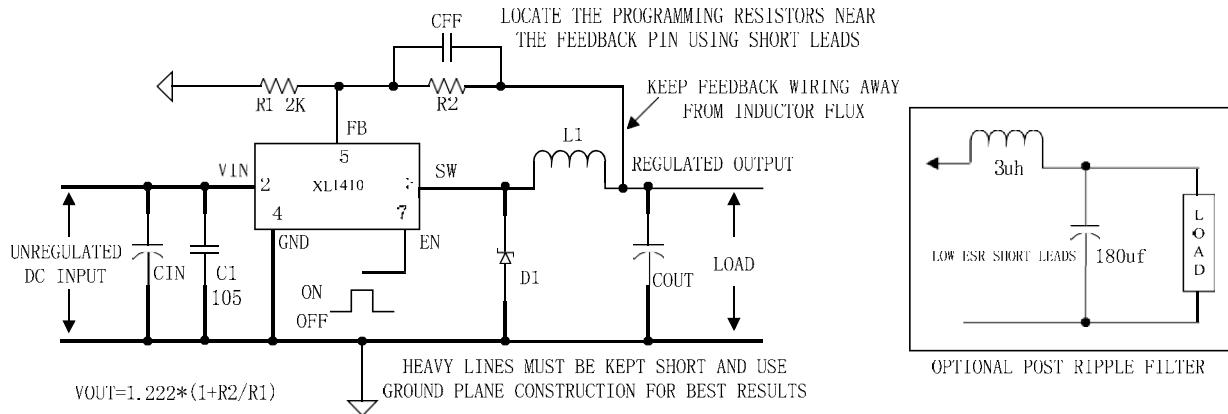 CFF
LOCATE THE PROGRAMMING RESISTORS NEAR
THE FEEDBACK PIN USING SHORT LEADS
R1 2K
R2
KEEP FEEDBACK WIRING AWAY
FROM INDUCTOR FLUX
FB
5
L1
VIN
2
XL1410
SW
REGULATED OUTPUT
4
7
GND
EN
UNREGULATED
DC INPUT
CIN
C1
105
ON
OFF
D1
COUT
LOAD
VOUT=1.222*(1+R2/R1)
HEAVY LINES MUST BE KEPT SHORT AND USE
GROUND PLANE CONSTRUCTION FOR BEST RESULTS
3uh
LOW ESR SHORT LEADS
180uf
LOAD
OPTIONAL POST RIPPLE FILTER